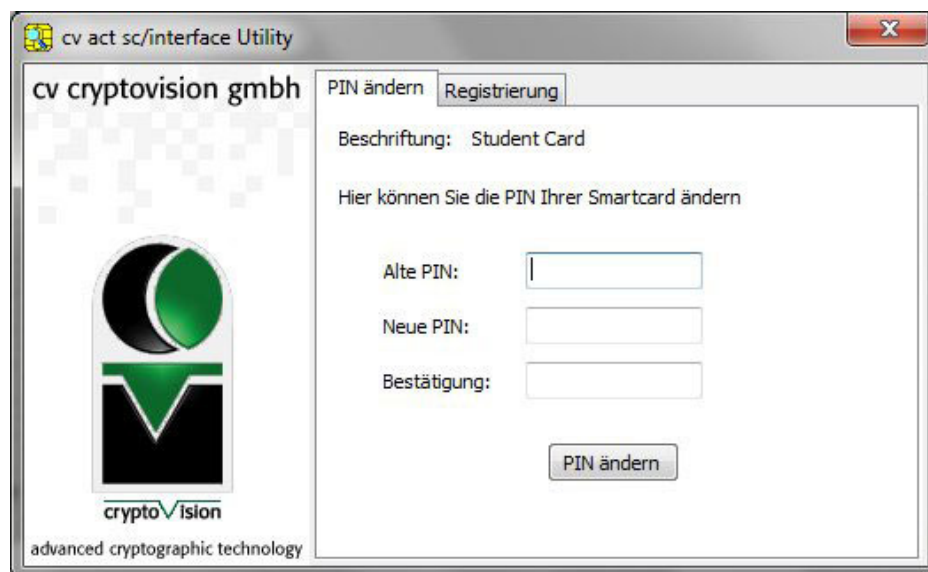 cv act sc/interface Utility
cv cryptovision gmbh
PIN ändern
Registrierung
Beschriftung: Student Card
Hier können Sie die PIN Ihrer Smartcard ändern
Alte PIN:
Neue PIN:
Bestätigung:
PIN ändern
cryptoVision
advanced cryptographic technology